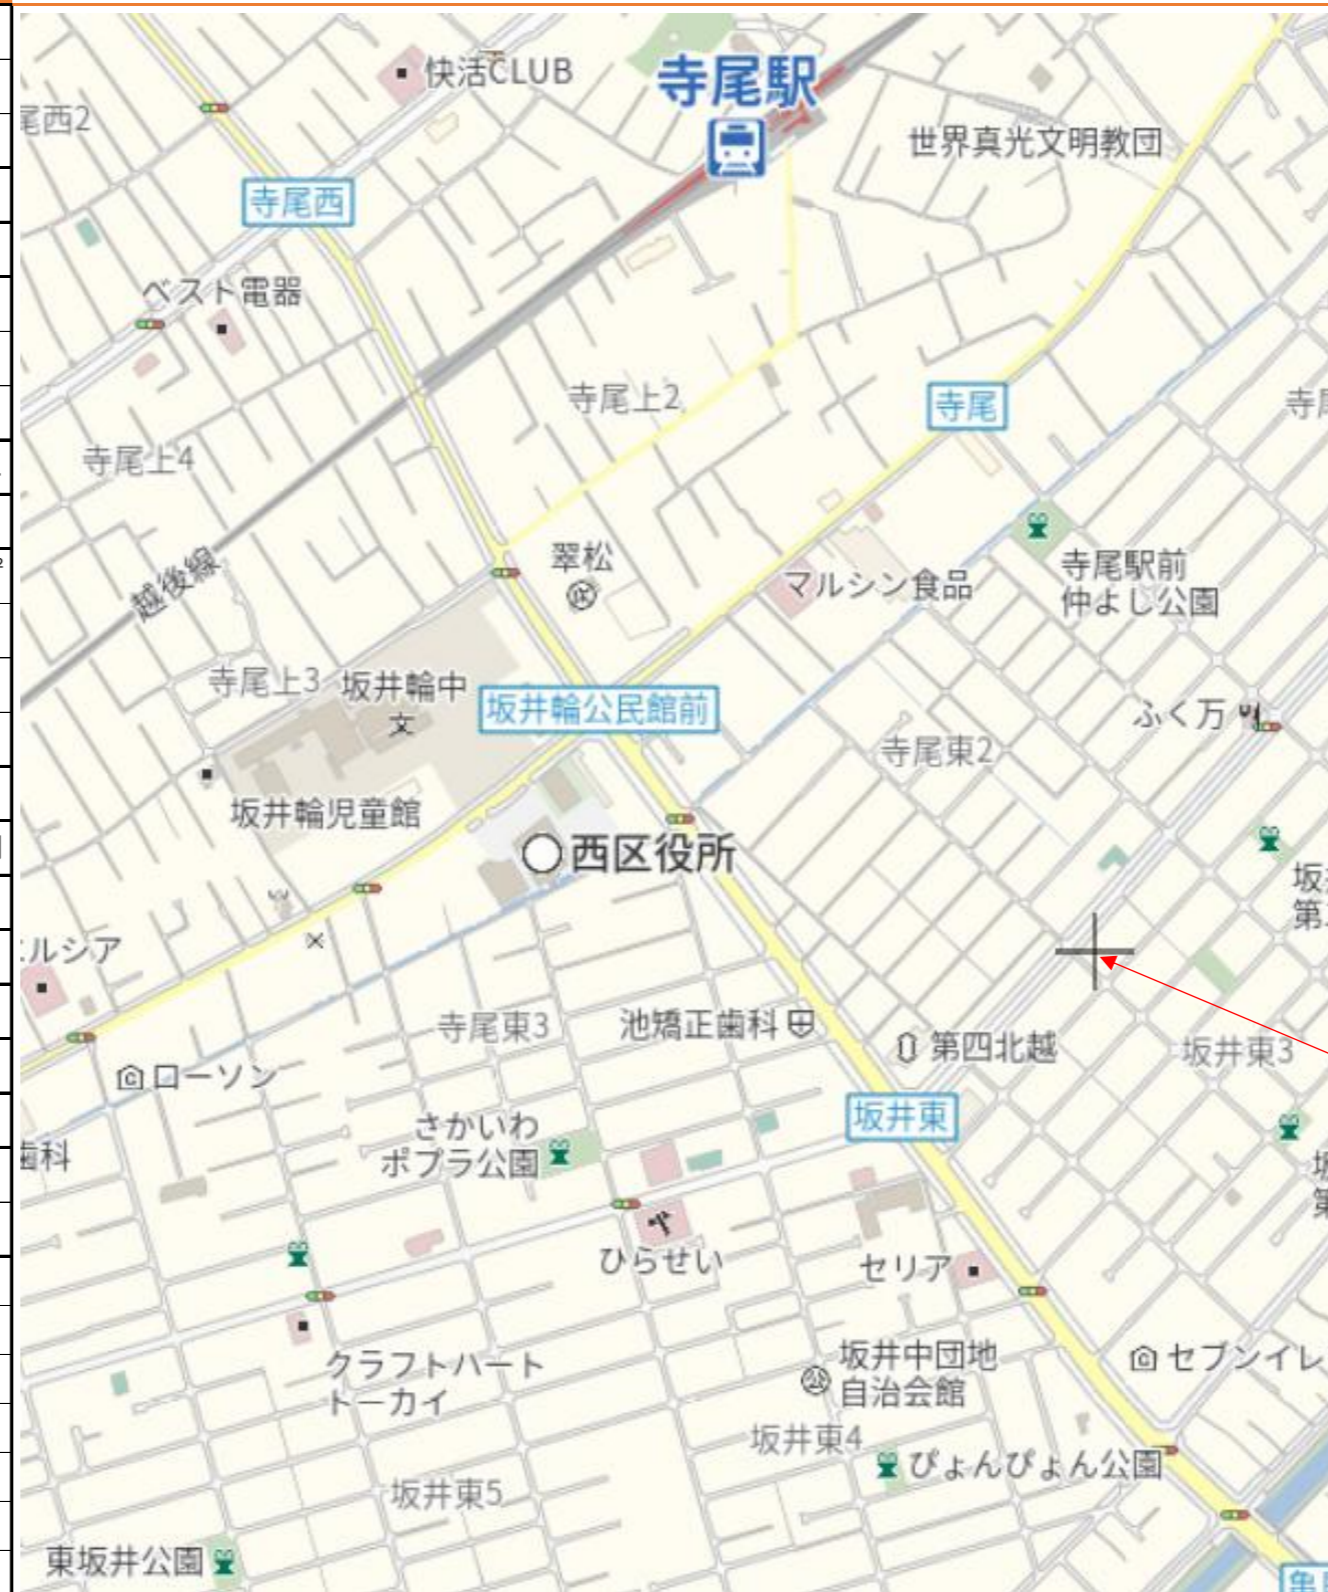 快活CLUB
寺尾駅
尾西2
世界真光文明教団
寺尾西
ベスト電器
寺尾上2
寺尾
寺尾上4
翠松
越後線
マルシン食品
寺尾駅前
仲よし公園
寺尾上3
坂井輪中
文
坂井輪公民館前
ふく万
寺尾東2
坂井輪児童館
西区役所
ルシア
寺尾東3
池矯正歯科
第四北越
坂井東3
ローソン
坂井東
さかいわ
ポプラ公園
歯科
ひらせい
セリア
クラフトハート
トーカイ
坂井中団地
自治会館
セブンイレ
坂井東4
ぴょんぴょん公園
坂井東5
東坂井公園